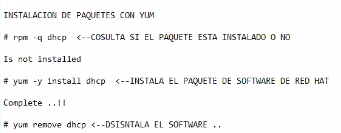 INSTALACION DE PAQUETES CON YUM
# rpm -q dhcp <--COSULTA SI EL PAQUETE ESTA INSTALADO O NO
Is not installed
# yum -y install dhcp <--INSTALA EL PAQUETE DE SOFTWARE DE RED HAT
Complete ..!!
# yum remove dhcp <--DSISNTALA EL SOFTWARE ..